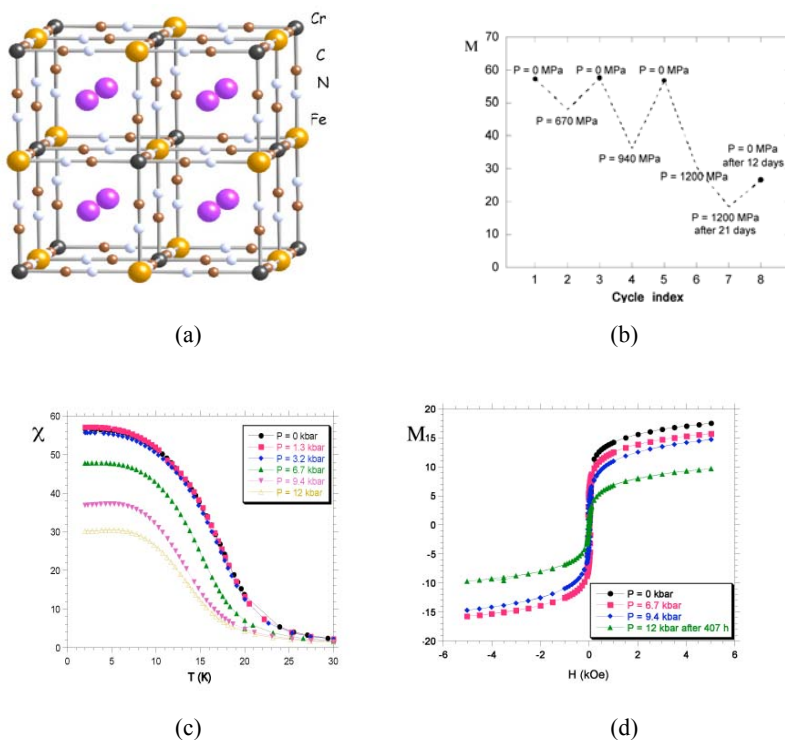 Cr
C
N
Fe
(a)
M
70
60
50
40
30
20
10
0
P = 0 MPa
P = 0 MPa
P = 0 MPa
P = 670 MPa
P = 940 MPa
P = 1200 MPa
P = 0 MPa
after 12 days
P = 1200 MPa
after 21 days
1 2 3 4 5 6 7 8
Cycle index
(b)
χ
60
50
40
30
20
10
0
P = 0 kbar
P = 1.3 kbar
P = 3.2 kbar
P = 6.7 kbar
P = 9.4 kbar
P = 12 kbar
0 5 10 15 20 25 30
T (K)
(c)
M
20
15
10
5
0
-5
-10
-15
-20
P = 0 kbar
P = 6.7 kbar
P = 9.4 kbar
P = 12 kbar after 407 h
-6 -4 -2 0 2 4 6
H (kOe)
(d)